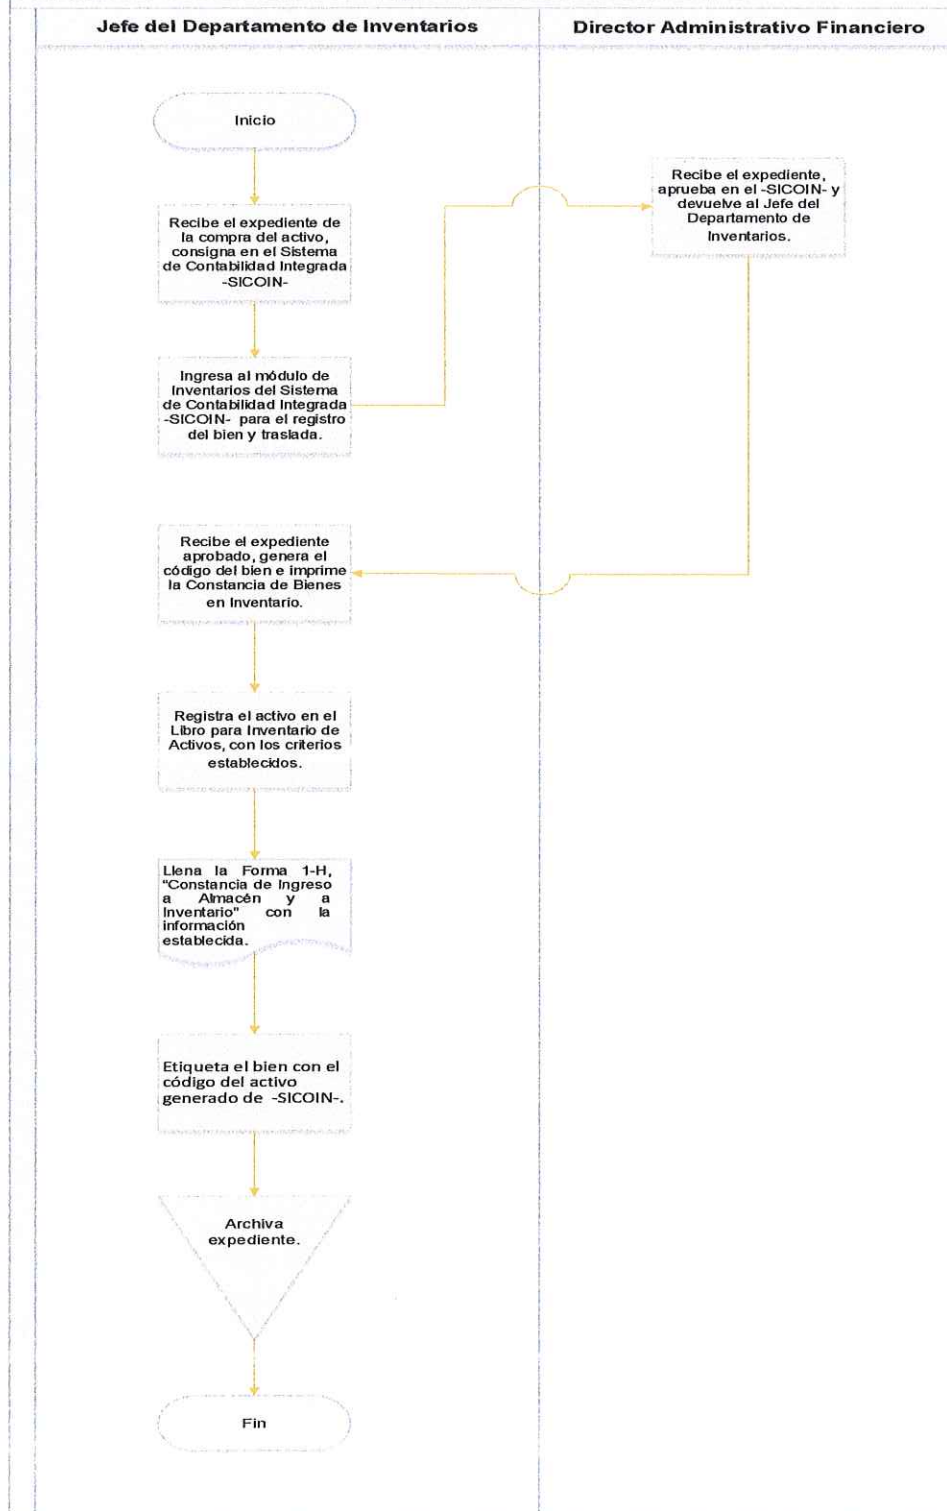 Jefe del Departamento de Inventarios
Director Administrativo Financiero
Inicio
Recibe el expediente de
la compra del activo,
consigna en el Sistema
de Contabilidad Integrada
-SICOIN-
Ingresa al módulo de
Inventarios del Sistema
de Contabilidad Integrada
-SICOIN- para el registro
del bien y traslada.
Recibe el expediente,
aprueba en el -SICOIN- y
devuelve al Jefe del
Departamento de
Inventarios.
Recibe el expediente
aprobado, genera el
código del bien e imprime
la Constancia de Bienes
en Inventario.
Registra el activo en el
Libro para Inventario de
Activos, con los criterios
establecidos.
Llena la Forma 1-H,
"Constancia de Ingreso
a Almacén y a
Inventario" con la
información
establecida.
Etiqueta el bien con el
código del activo
generado de -SICOIN-.
Archiva
expediente.
Fin